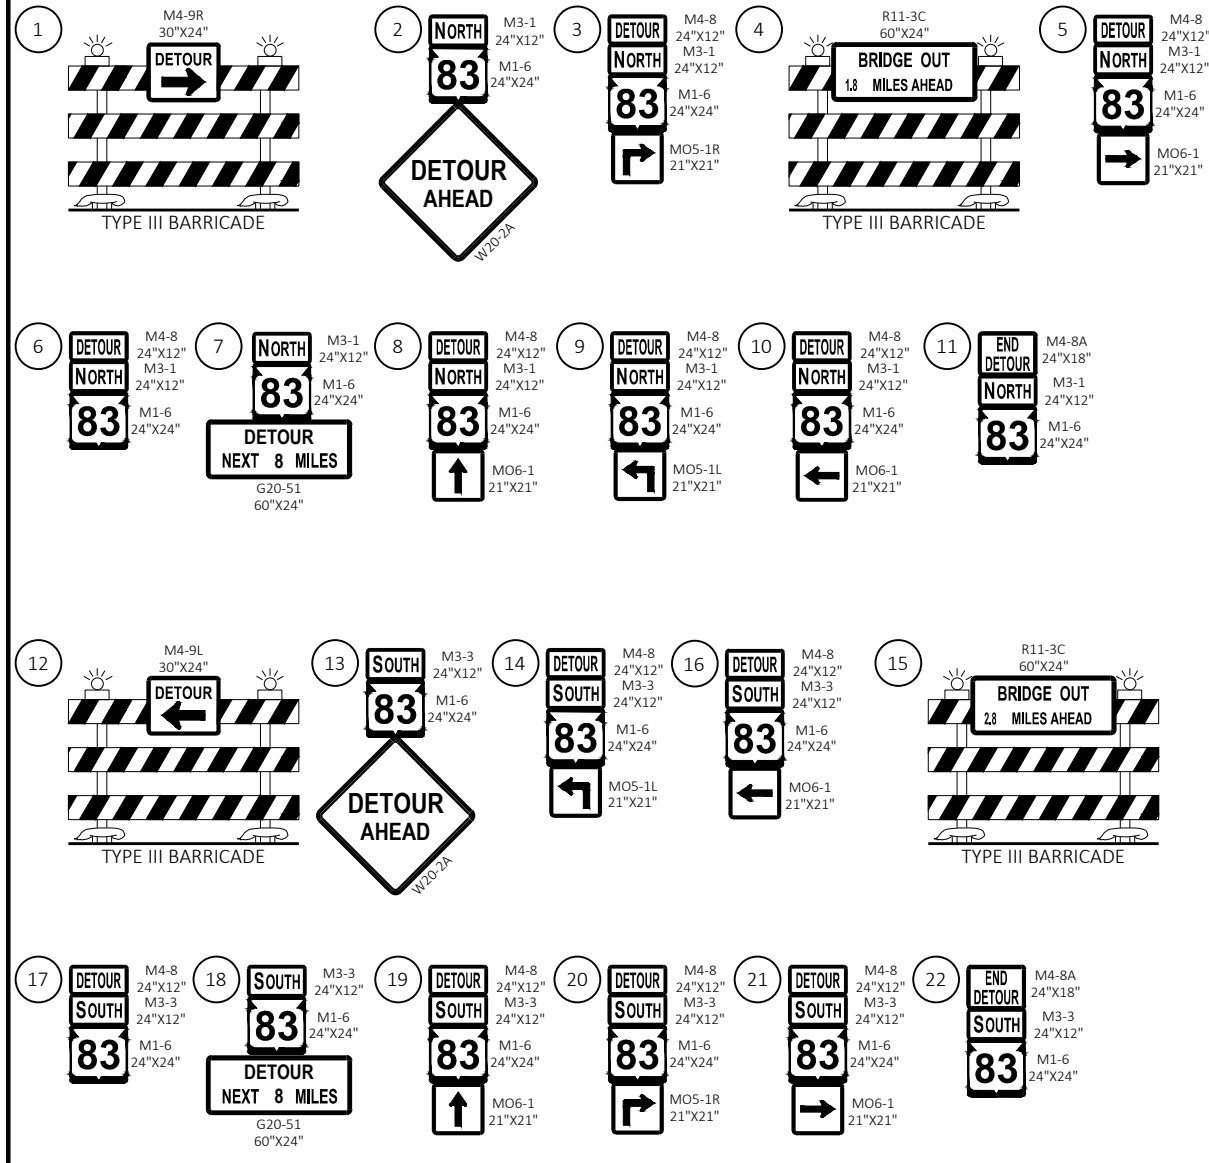 1
M4-9R
30"X24"
DETOUR
TYPE III BARRICADE
2
NORTH
M3-1
24"X12"
83
M1-6
24"X24"
DETOUR
AHEAD
W20-2A
3
DETOUR
M4-8
24"X12"
NORTH
M3-1
24"X12"
83
M1-6
24"X24"
MO5-1R
21"X21"
4
R11-3C
60"X24"
BRIDGE OUT
1.8 MILES AHEAD
TYPE III BARRICADE
5
DETOUR
M4-8
24"X12"
NORTH
M3-1
24"X12"
83
M1-6
24"X24"
MO6-1
21"X21"
6
DETOUR
M4-8
24"X12"
NORTH
M3-1
24"X12"
83
M1-6
24"X24"
7
NORTH
M3-1
24"X12"
83
M1-6
24"X24"
DETOUR
NEXT 8 MILES
G20-51
60"X24"
8
DETOUR
M4-8
24"X12"
NORTH
M3-1
24"X12"
83
M1-6
24"X24"
MO6-1
21"X21"
9
DETOUR
M4-8
24"X12"
NORTH
M3-1
24"X12"
83
M1-6
24"X24"
MO5-1L
21"X21"
10
DETOUR
M4-8
24"X12"
NORTH
M3-1
24"X12"
83
M1-6
24"X24"
MO6-1
21"X21"
11
END
DETOUR
M4-8A
24"X18"
NORTH
M3-1
24"X12"
83
M1-6
24"X24"
12
M4-9L
30"X24"
DETOUR
TYPE III BARRICADE
13
SOUTH
M3-3
24"X12"
83
M1-6
24"X24"
DETOUR
AHEAD
W20-2A
14
DETOUR
M4-8
24"X12"
SOUTH
M3-3
24"X12"
83
M1-6
24"X24"
MO5-1L
21"X21"
16
DETOUR
M4-8
24"X12"
SOUTH
M3-3
24"X12"
83
M1-6
24"X24"
MO6-1
21"X21"
15
R11-3C
60"X24"
BRIDGE OUT
2.8 MILES AHEAD
TYPE III BARRICADE
17
DETOUR
M4-8
24"X12"
SOUTH
M3-3
24"X12"
83
M1-6
24"X24"
18
SOUTH
M3-3
24"X12"
83
M1-6
24"X24"
DETOUR
NEXT 8 MILES
G20-51
60"X24"
19
DETOUR
M4-8
24"X12"
SOUTH
M3-3
24"X12"
83
M1-6
24"X24"
MO6-1
21"X21"
20
DETOUR
M4-8
24"X12"
SOUTH
M3-3
24"X12"
83
M1-6
24"X24"
MO5-1R
21"X21"
21
DETOUR
M4-8
24"X12"
SOUTH
M3-3
24"X12"
83
M1-6
24"X24"
MO6-1
21"X21"
22
END
DETOUR
M4-8A
24"X18"
SOUTH
M3-3
24"X12"
83
M1-6
24"X24"